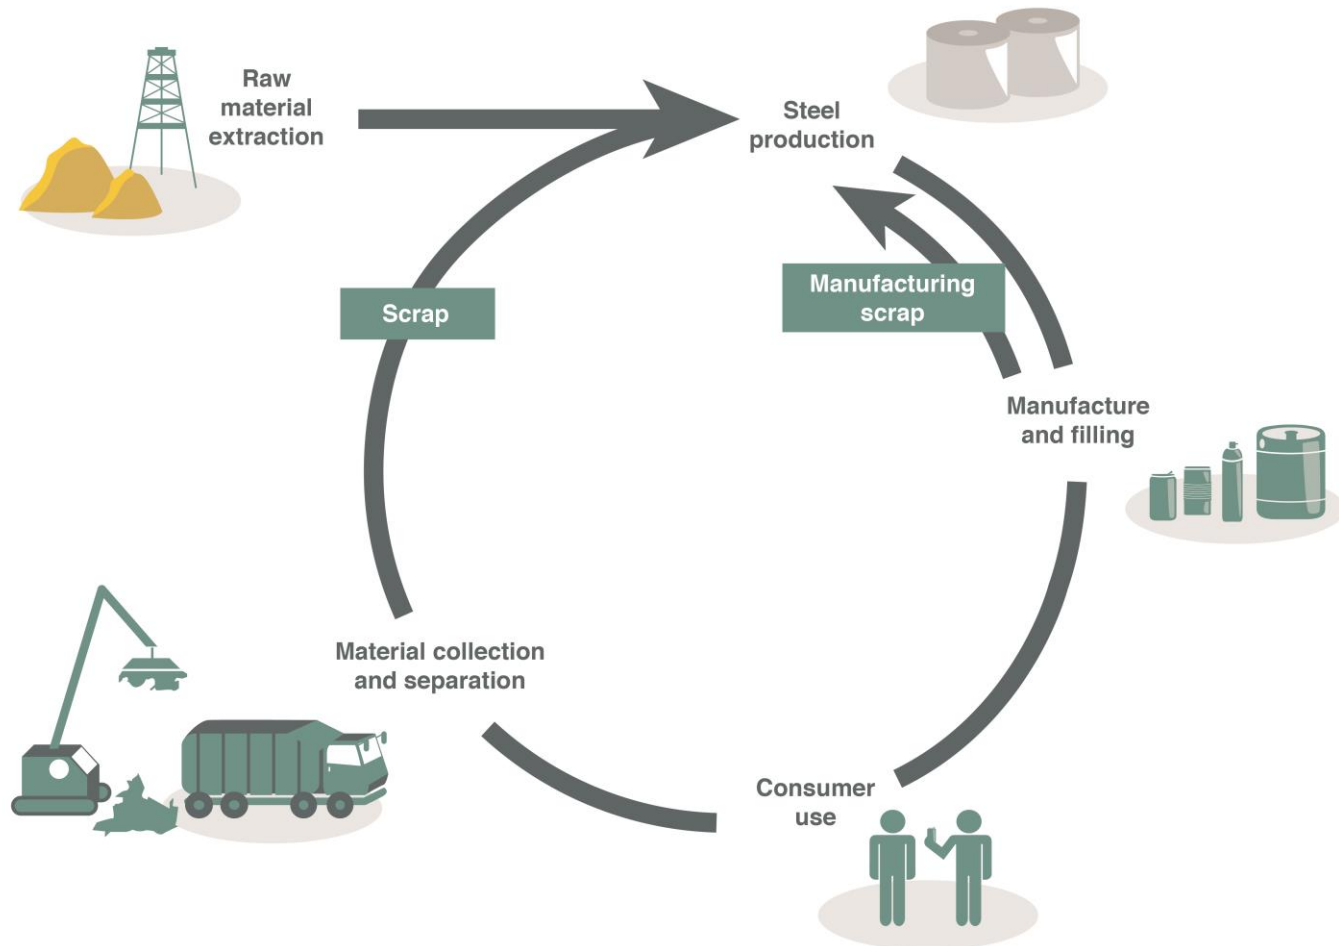 Raw
material
extraction
Steel
production
Scrap
Manufacturing
scrap
Manufacture
and filling
Material collection
and separation
Consumer
use